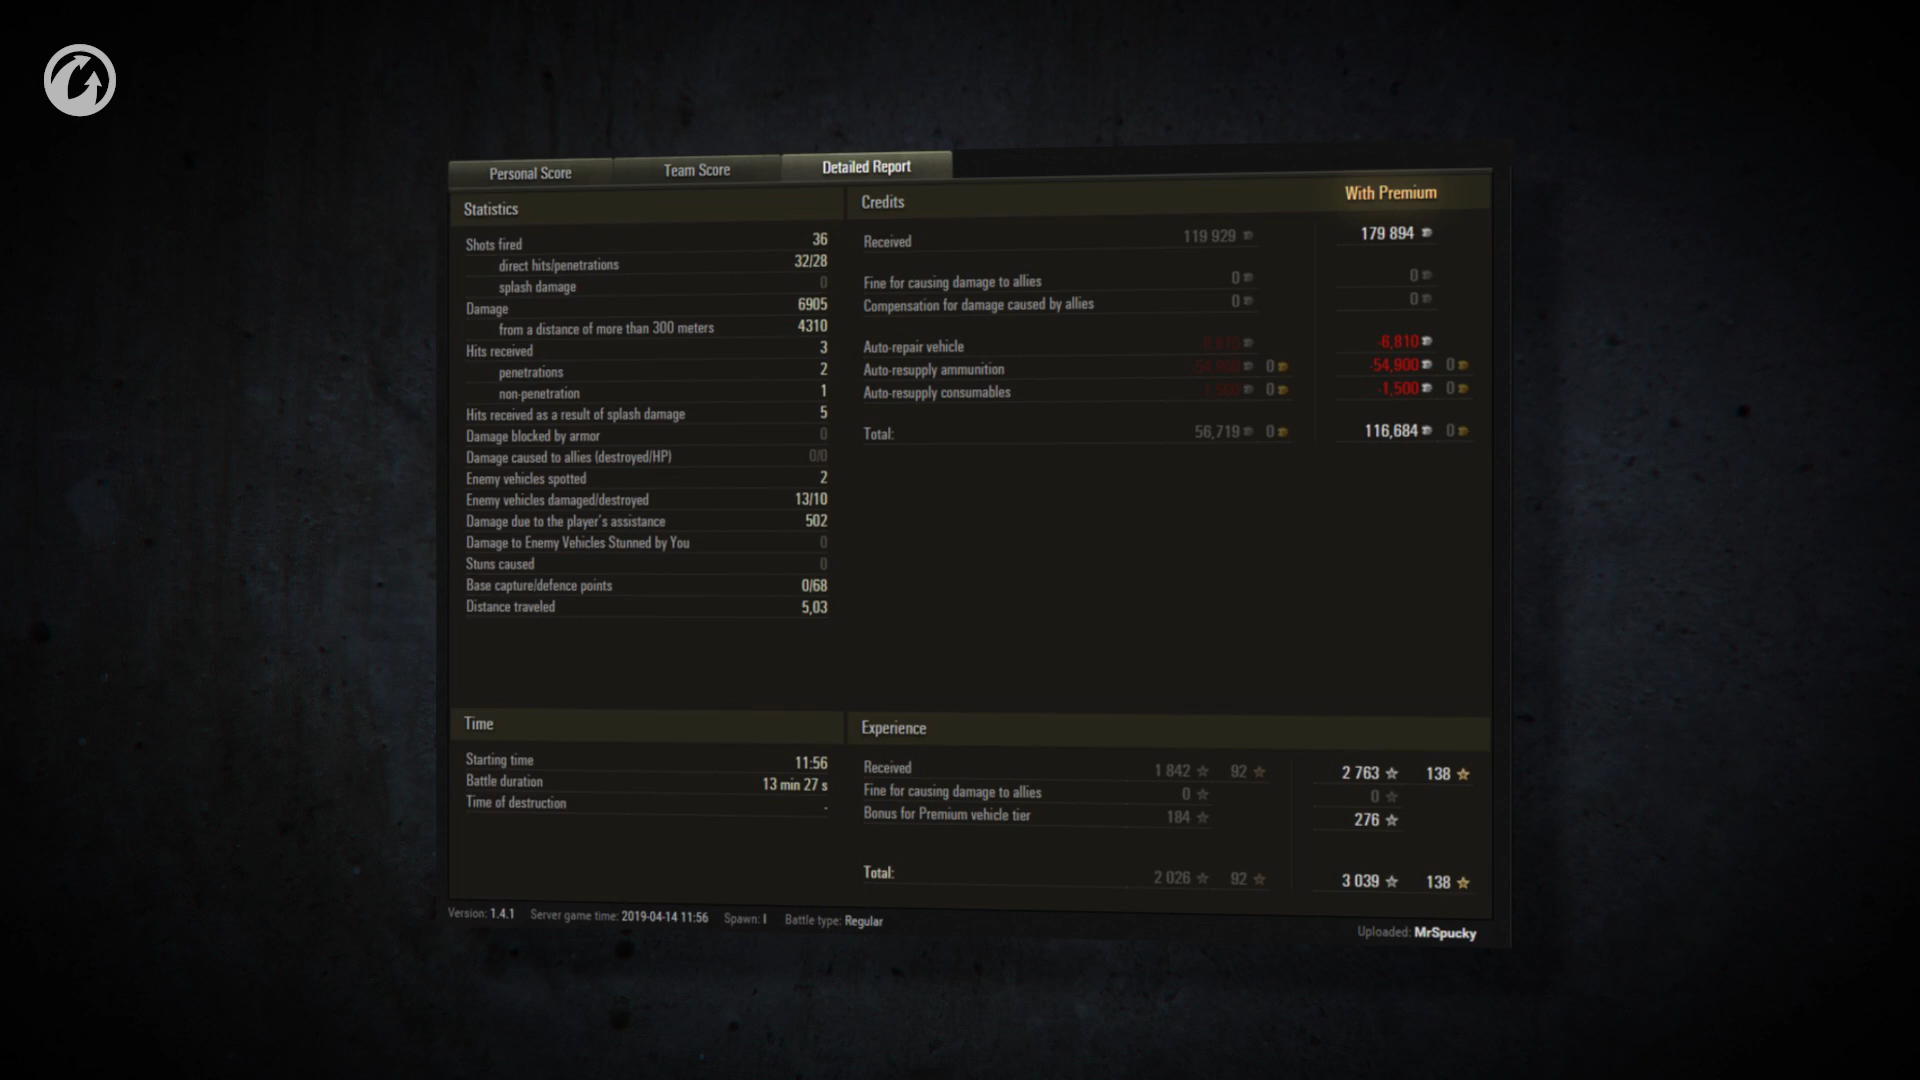 Personal Score Team Score Detailed Report
Statistics
Shots fired 36
direct hits/penetrations 32/28
splash damage 0
Damage 6905
from a distance of more than 300 meters 4310
Hits received 3
penetrations 2
non-penetration 1
Hits received as a result of splash damage 5
Damage blocked by armor 0
Damage caused to allies (destroyed/HP) 0/0
Enemy vehicles spotted 2
Enemy vehicles damaged/destroyed 13/10
Damage due to the player's assistance 502
Damage to Enemy Vehicles Stunned by You 0
Stuns caused 0
Base capture/defence points 0/68
Distance traveled 5,03
Credits With Premium
Received 119 929 179 894
Fine for causing damage to allies 0 0
Compensation for damage caused by allies 0 0
Auto-repair vehicle -6,810
Auto-resupply ammunition -54,900 0 -54,900 0
Auto-resupply consumables -1,500 0 -1,500 0
Total: 56,719 0 116,684 0
Time
Starting time 11:56
Battle duration 13 min 27 s
Time of destruction -
Experience
Received 1 842 92 2 763 138
Fine for causing damage to allies 0 0
Bonus for Premium vehicle tier 184 276
Total: 2 026 92 3 039 138
Version: 1.4.1 Server game time: 2019-04-14 11:56 Spawn: I Battle type: Regular
Uploaded: MrSpucky